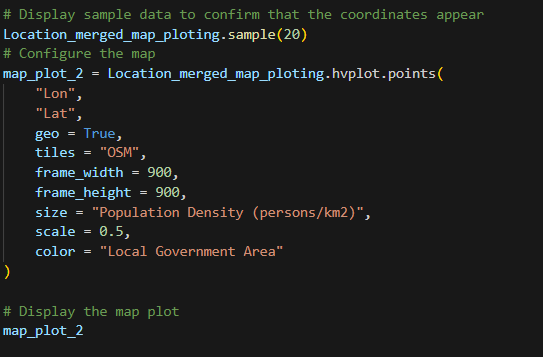 # Display sample data to confirm that the coordinates appear
Location_merged_map_ploting.sample(20)
# Configure the map
map_plot_2 = Location_merged_map_ploting.hvplot.points(
    "Lon",
    "Lat",
    geo = True,
    tiles = "OSM",
    frame_width = 900,
    frame_height = 900,
    size = "Population Density (persons/km2)",
    scale = 0.5,
    color = "Local Government Area"
)

# Display the map plot
map_plot_2